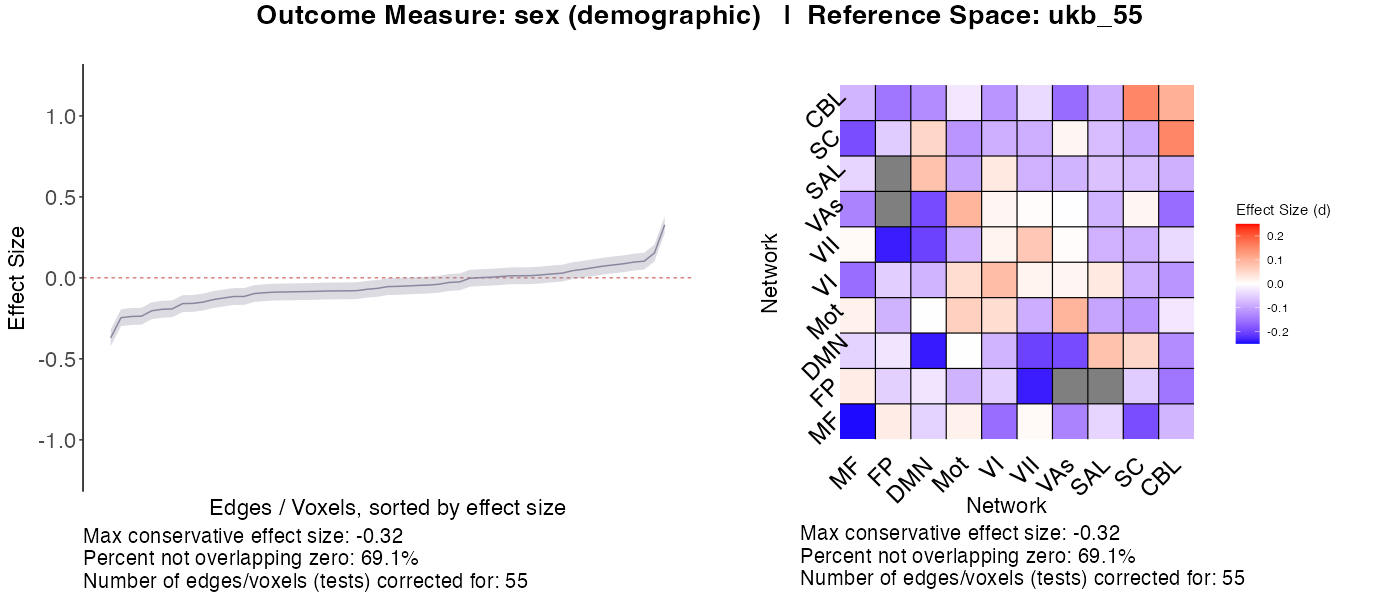 Outcome Measure: sex (demographic) | Reference Space: ukb_55
1.0
0.5
0.0
-0.5
-1.0
Effect Size
Edges / Voxels, sorted by effect size
Max conservative effect size: -0.32
Percent not overlapping zero: 69.1%
Number of edges/voxels (tests) corrected for: 55
Network
CBL
SC
SAL
VAs
VII
VI
Mot
DMN
FP
MF
MF
FP
DMN
Mot
VI
VII
VAs
SAL
SC
CBL
Network
Max conservative effect size: -0.32
Percent not overlapping zero: 69.1%
Number of edges/voxels (tests) corrected for: 55
Effect Size (d)
0.2
0.1
0.0
-0.1
-0.2